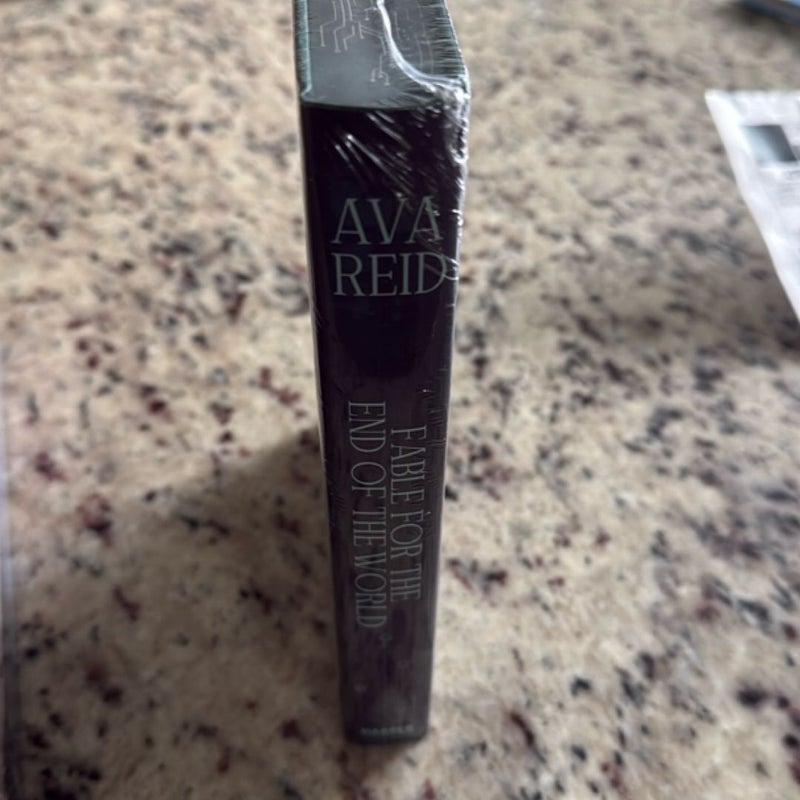 AVA
REID
FABLE FOR THE
END OF THE WORLD